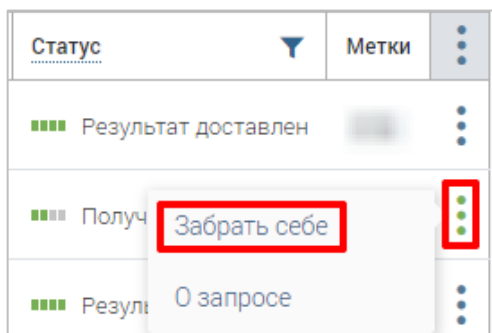 Статус Метки
Результат доставлен
Получ
Забрать себе
Резуль
О запросе